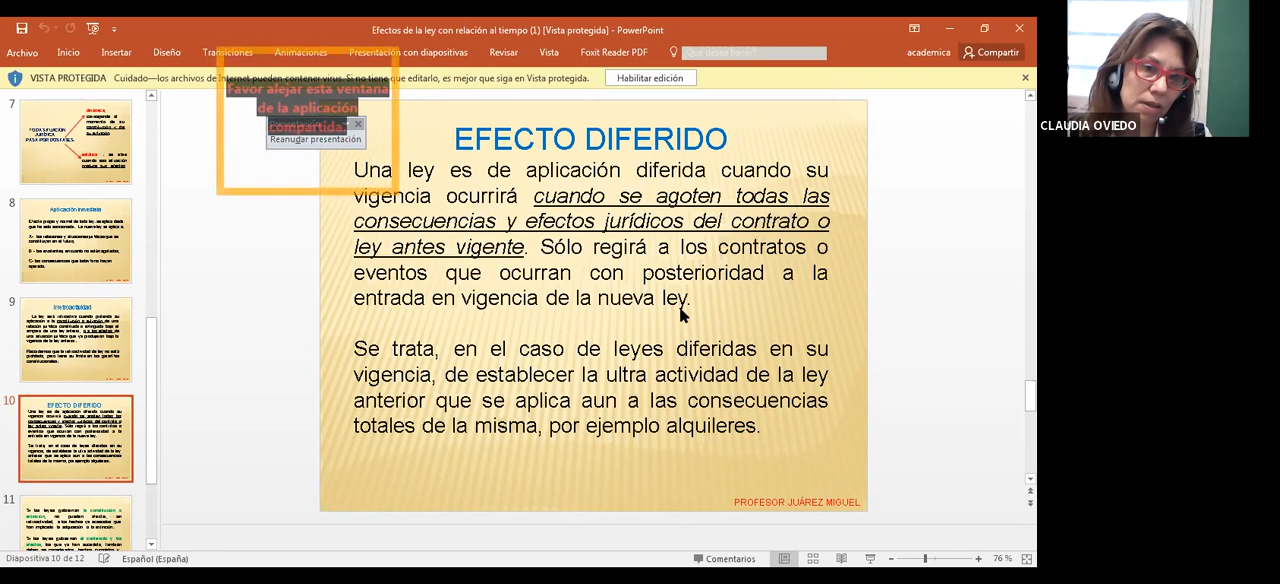 Efectos de la ley con relación al tiempo (1) [Vista protegida] - PowerPoint
Archivo Inicio Insertar Diseño Transiciones Animaciones Presentación con diapositivas Revisar Vista Foxit Reader PDF ¿Qué desea hacer? academica Compartir
VISTA PROTEGIDA Cuidado—los archivos de Internet pueden contener virus. Si no tiene que editarlo, es mejor que siga en Vista protegida. Habilitar edición
Favor alejar esta ventana
de la aplicación
compartida.
Reanudar presentación
7
8
Aplicación inmediata
9
Irretroactividad
10
EFECTO DIFERIDO
11
EFECTO DIFERIDO
Una ley es de aplicación diferida cuando su
vigencia ocurrirá cuando se agoten todas las
consecuencias y efectos jurídicos del contrato o
ley antes vigente. Sólo regirá a los contratos o
eventos que ocurran con posterioridad a la
entrada en vigencia de la nueva ley.
Se trata, en el caso de leyes diferidas en su
vigencia, de establecer la ultra actividad de la ley
anterior que se aplica aun a las consecuencias
totales de la misma, por ejemplo alquileres.
PROFESOR JUÁREZ MIGUEL
CLAUDIA OVIEDO
Diapositiva 10 de 12 Español (España) Comentarios 76 %